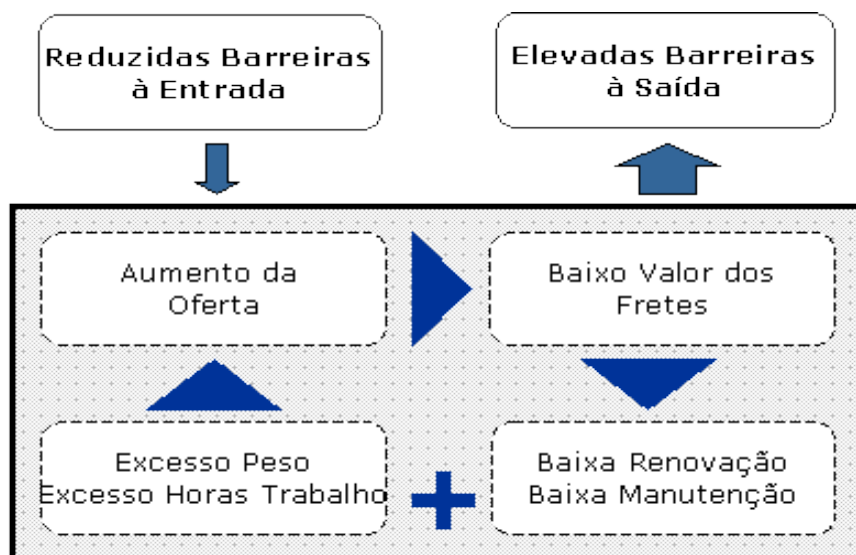 Reduzidas Barreiras
à Entrada
Elevadas Barreiras
à Saída
Aumento da
Oferta
Baixo Valor dos
Fretes
Excesso Peso
Excesso Horas Trabalho
Baixa Renovação
Baixa Manutenção